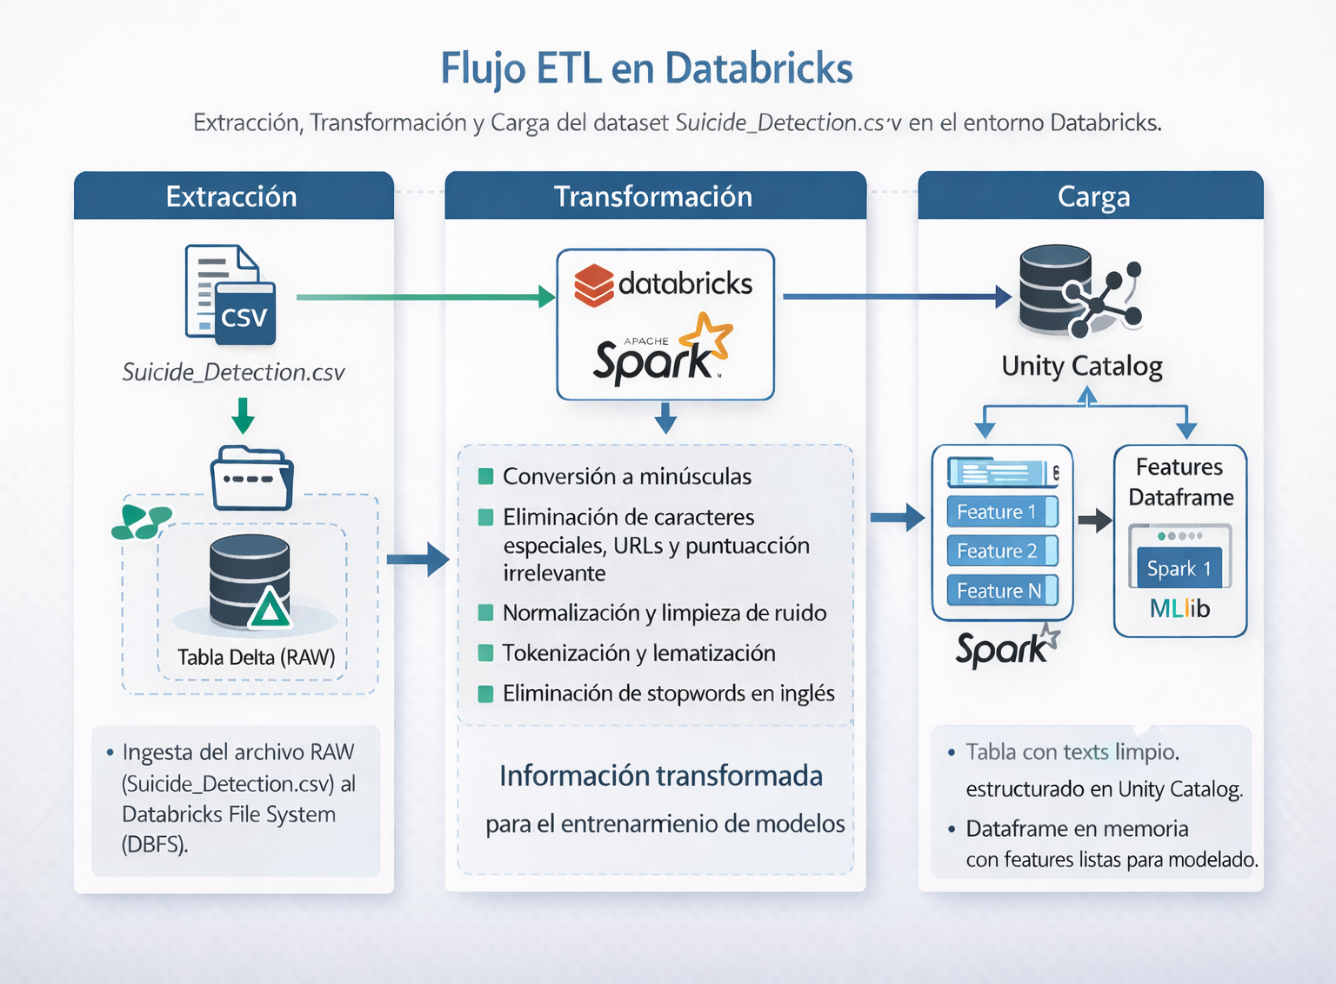 Flujo ETL en Databricks
Extracción, Transformación y Carga del dataset Suicide_Detection.cs'v en el entorno Databricks.
Extracción
CSV
Suicide_Detection.csv
Tabla Delta (RAW)
• Ingesta del archivo RAW
(Suicide_Detection.csv) al
Databricks File System
(DBFS).
Transformación
databricks
APACHE
Spark
Conversión a minúsculas
Eliminación de caracteres
especiales, URLs y puntuacción
irrelevante
Normalización y limpieza de ruido
Tokenización y lematización
Eliminación de stopwords en inglés
Información transformada
para el entrenarmienio de modelos
Carga
Unity Catalog
Feature 1
Feature 2
Feature N
Spark
Features
Dataframe
Spark 1
MLlib
• Tabla con texts limpio.
estructurado en Unity Catalog.
• Dataframe en memoria
con features listas para modelado.